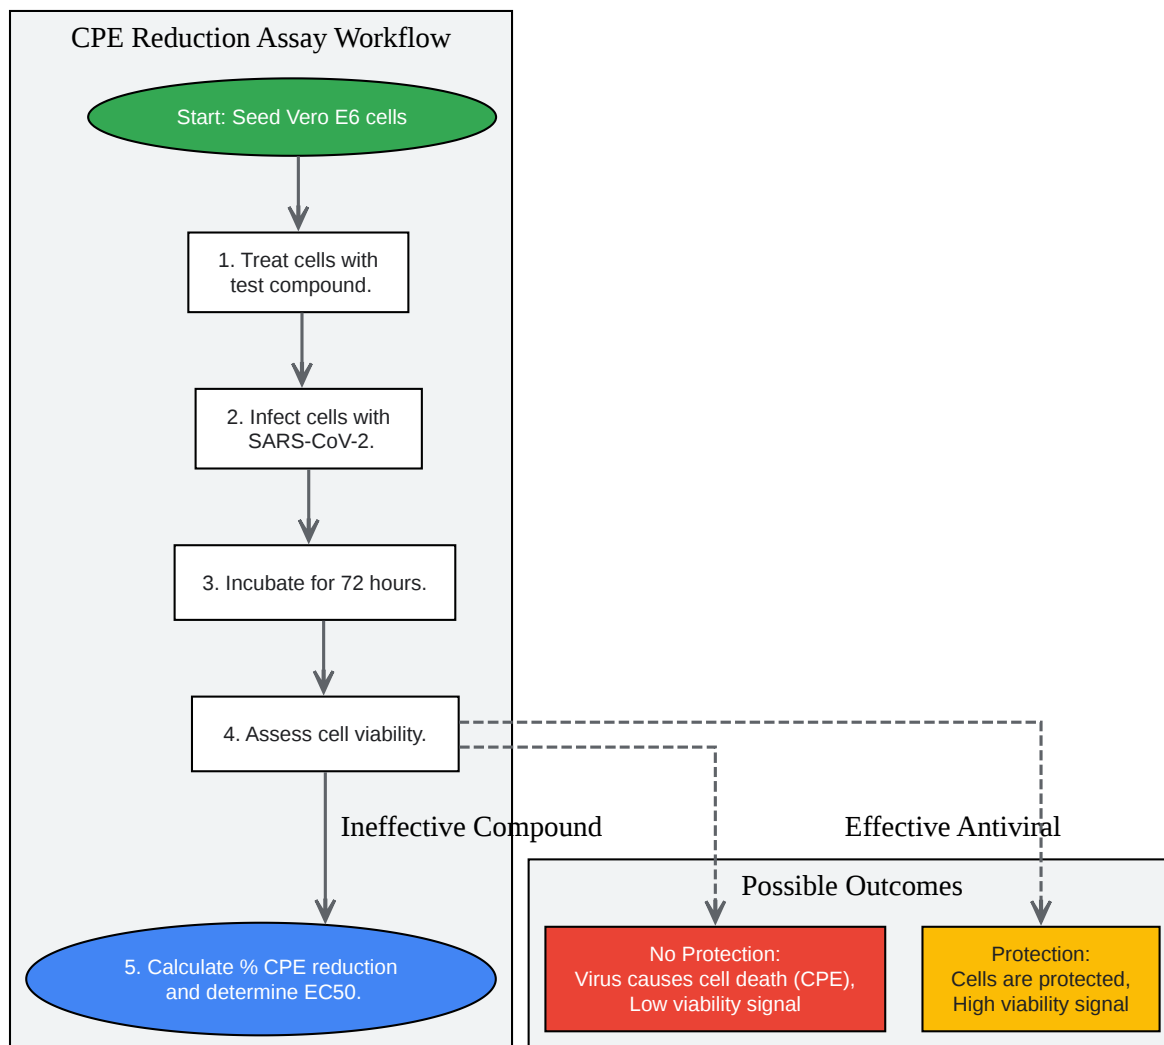 CPE Reduction Assay Workflow
Start: Seed Vero E6 cells
1. Treat cells with
test compound.
2. Infect cells with
SARS-CoV-2.
3. Incubate for 72 hours.
4. Assess cell viability.
Ineffective Compound
Effective Antiviral
5. Calculate % CPE reduction
and determine EC50.
Possible Outcomes
No Protection:
Virus causes cell death (CPE),
Low viability signal
Protection:
Cells are protected,
High viability signal